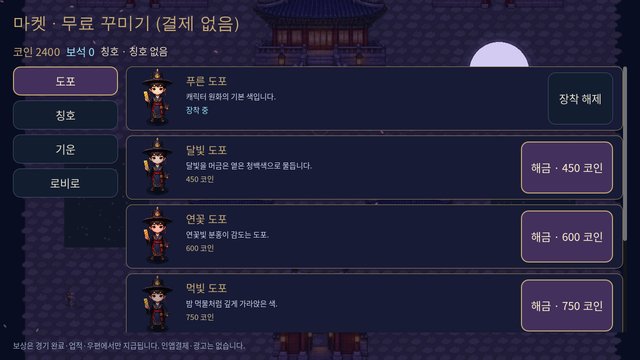 마켓 · 무료 꾸미기 (결제 없음)
코인 2400 보석 0 칭호 · 칭호 없음
도포
칭호
기운
로비로
푸른 도포
캐릭터 원화의 기본 색입니다.
장착 중
장착 해제
달빛 도포
달빛을 머금은 옅은 청백색으로 물듭니다.
450 코인
해금 · 450 코인
연꽃 도포
연꽃빛 분홍이 감도는 도포.
600 코인
해금 · 600 코인
먹빛 도포
밤 먹물처럼 깊게 가라앉은 색.
750 코인
해금 · 750 코인
보상은 경기 완료·업적·우편에서만 지급됩니다. 인앱결제·광고는 없습니다.